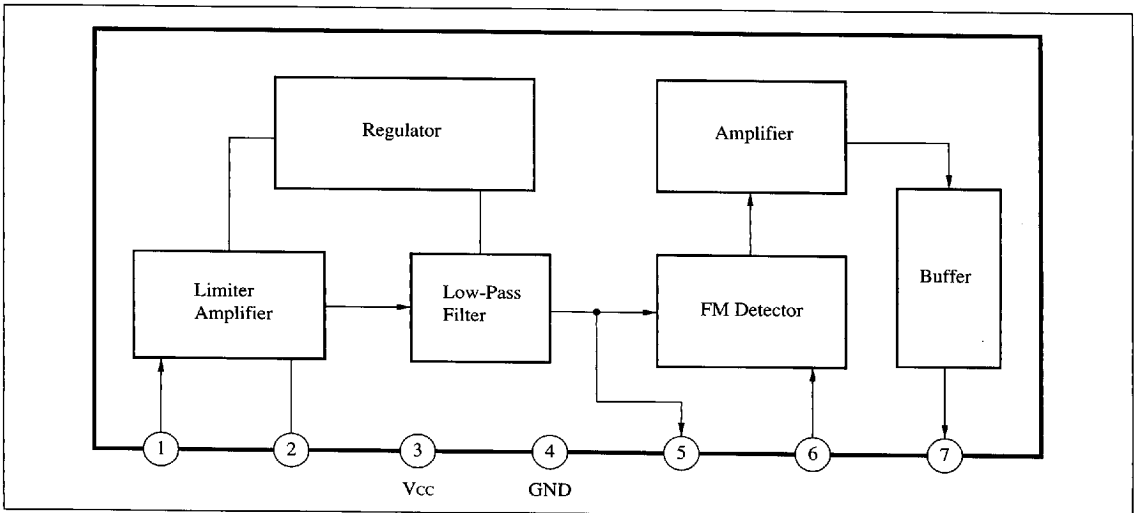 Regulator
Amplifier
Limiter
Amplifier
Low-Pass
Filter
FM Detector
Buffer
1
2
3
4
5
6
7
Vcc
GND